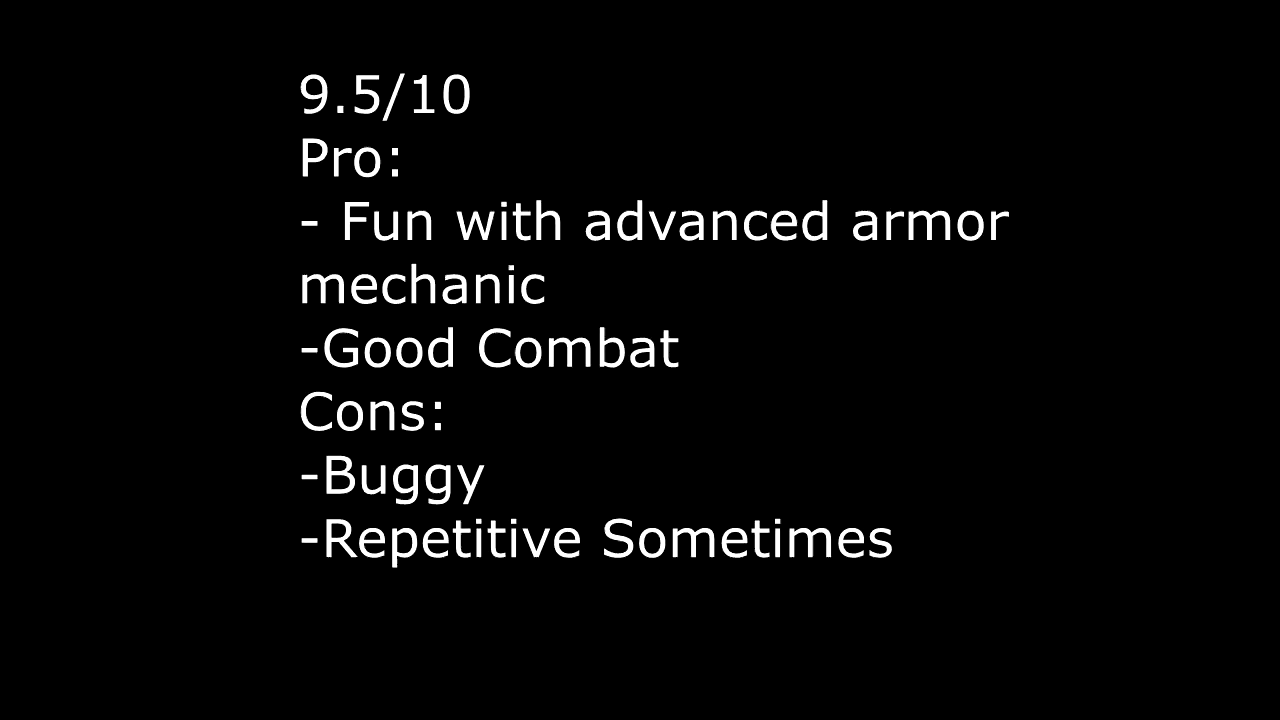 9.5/10
Pro:
- Fun with advanced armor
mechanic
-Good Combat
Cons:
-Buggy
-Repetitive Sometimes